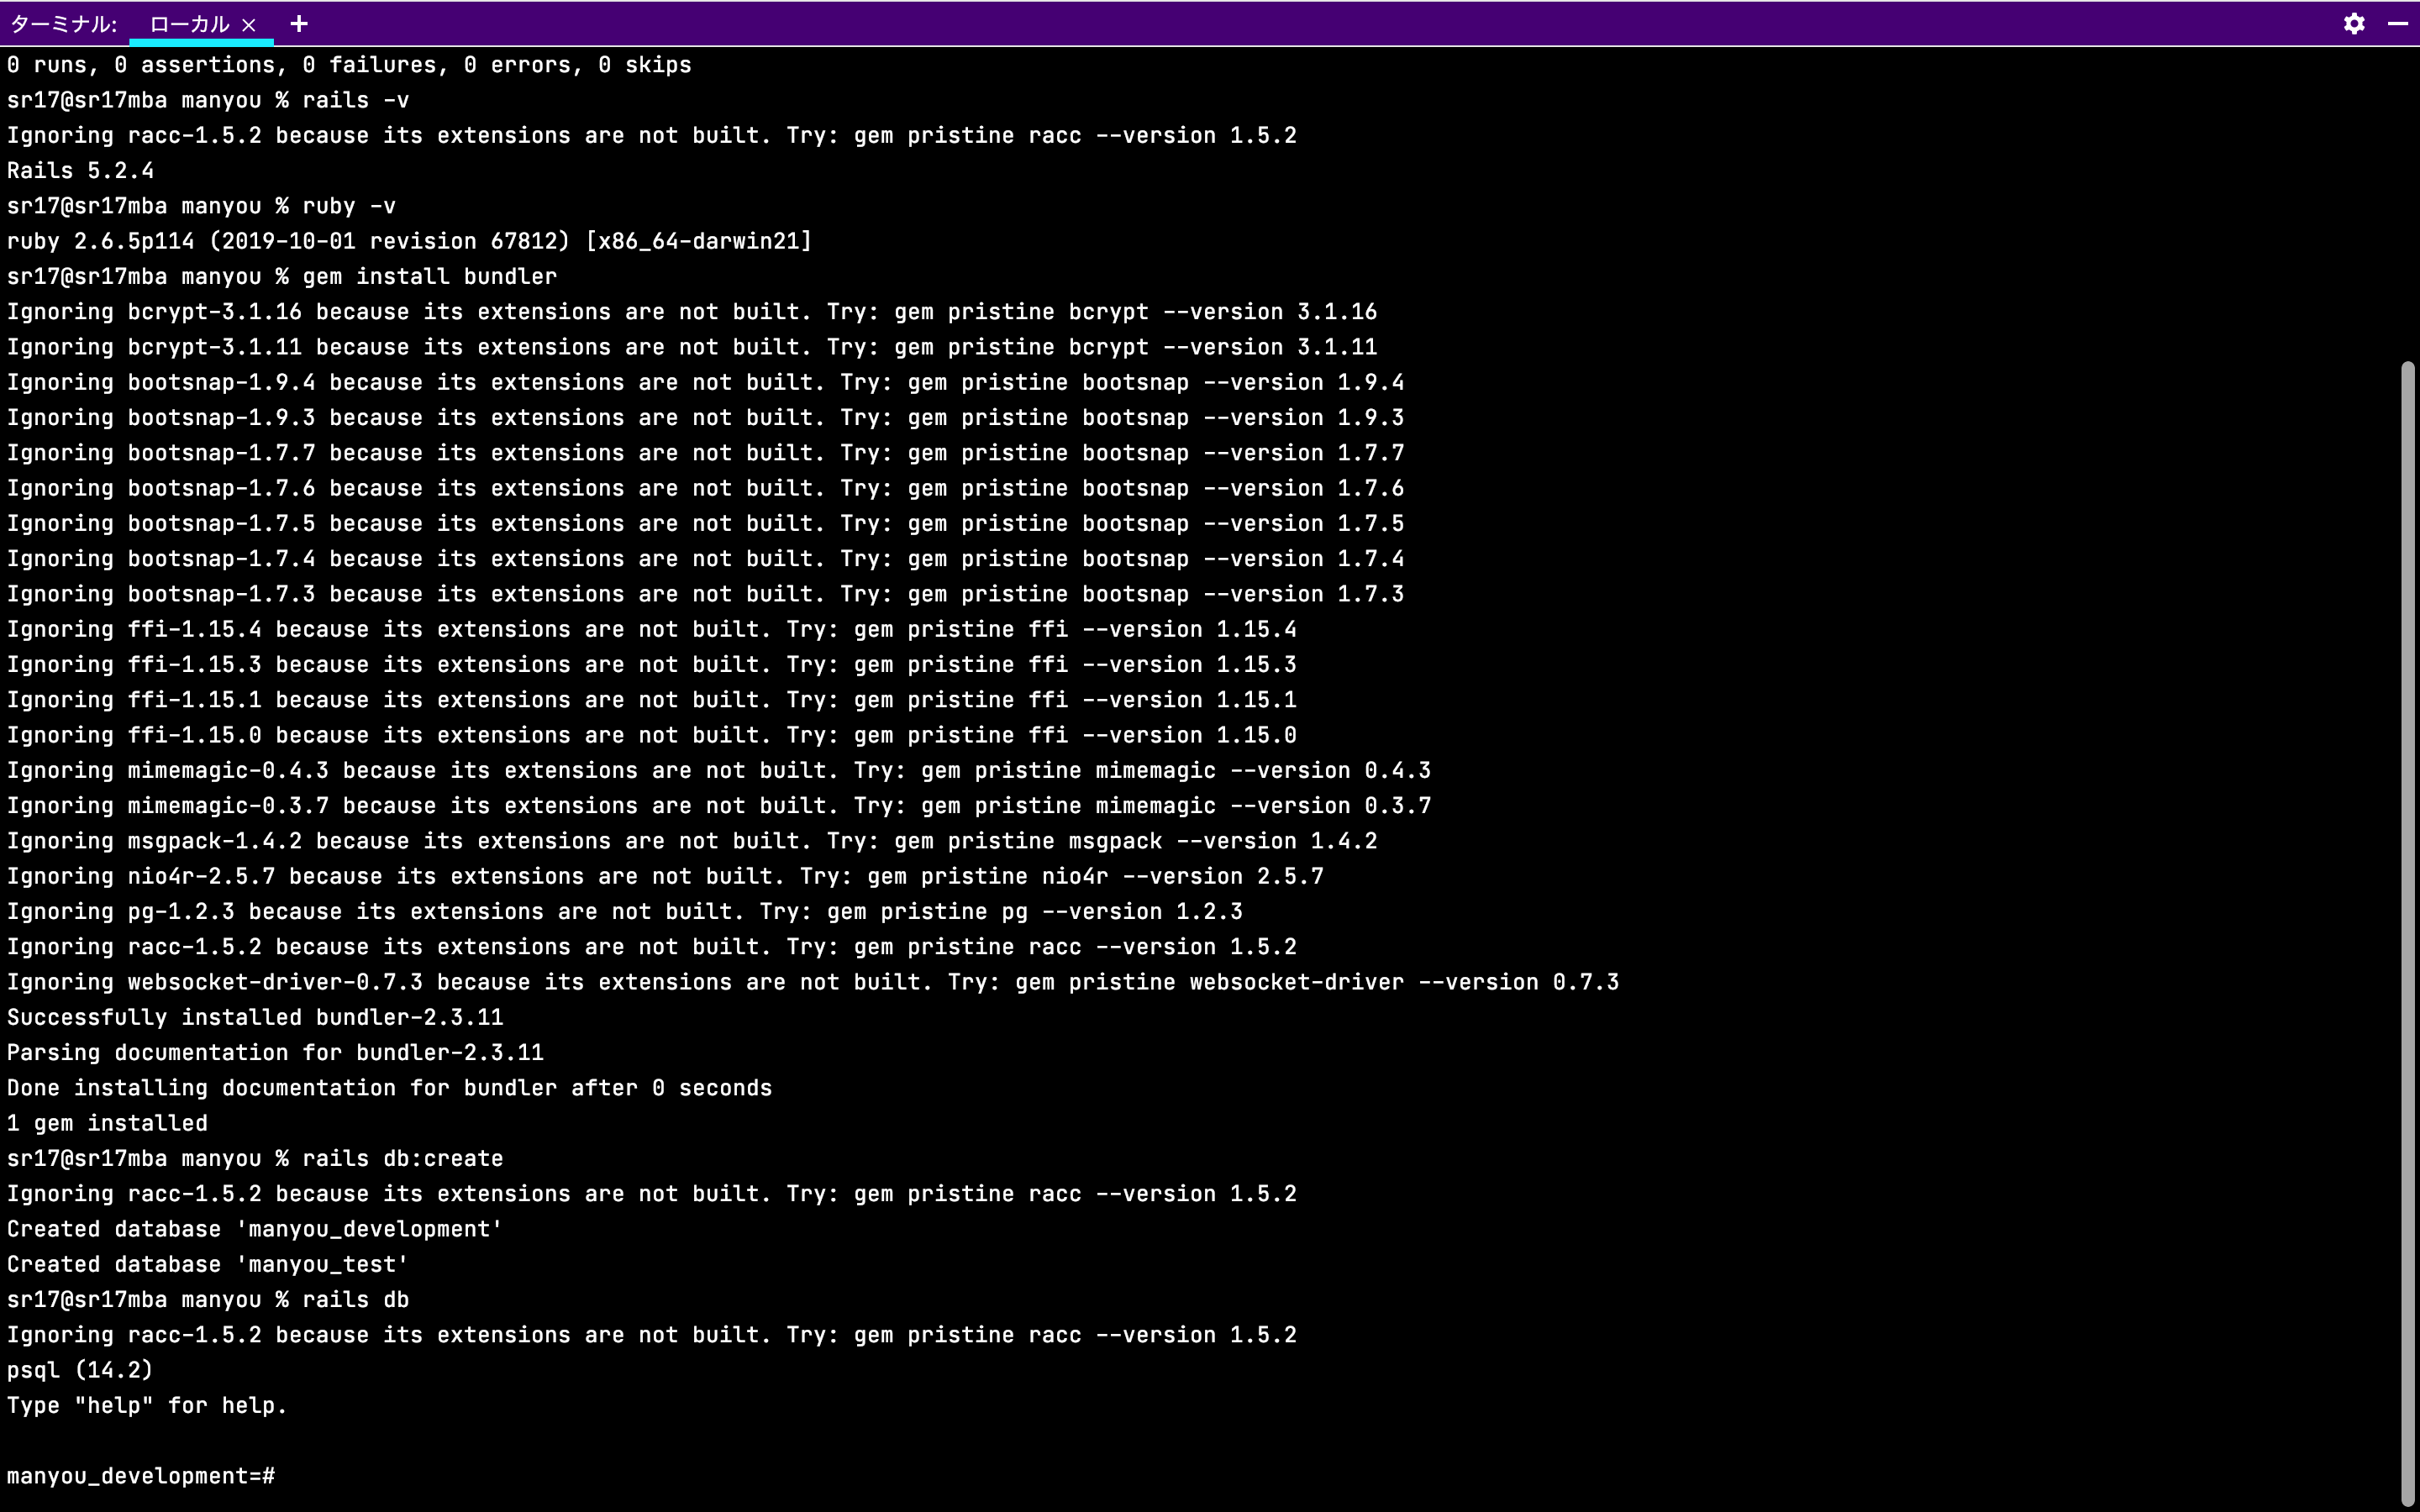 ターミナル: ローカル × +
0 runs, 0 assertions, 0 failures, 0 errors, 0 skips
sr17@sr17mba manyou % rails -v
Ignoring racc-1.5.2 because its extensions are not built. Try: gem pristine racc --version 1.5.2
Rails 5.2.4
sr17@sr17mba manyou % ruby -v
ruby 2.6.5p114 (2019-10-01 revision 67812) [x86_64-darwin21]
sr17@sr17mba manyou % gem install bundler
Ignoring bcrypt-3.1.16 because its extensions are not built. Try: gem pristine bcrypt --version 3.1.16
Ignoring bcrypt-3.1.11 because its extensions are not built. Try: gem pristine bcrypt --version 3.1.11
Ignoring bootsnap-1.9.4 because its extensions are not built. Try: gem pristine bootsnap --version 1.9.4
Ignoring bootsnap-1.9.3 because its extensions are not built. Try: gem pristine bootsnap --version 1.9.3
Ignoring bootsnap-1.7.7 because its extensions are not built. Try: gem pristine bootsnap --version 1.7.7
Ignoring bootsnap-1.7.6 because its extensions are not built. Try: gem pristine bootsnap --version 1.7.6
Ignoring bootsnap-1.7.5 because its extensions are not built. Try: gem pristine bootsnap --version 1.7.5
Ignoring bootsnap-1.7.4 because its extensions are not built. Try: gem pristine bootsnap --version 1.7.4
Ignoring bootsnap-1.7.3 because its extensions are not built. Try: gem pristine bootsnap --version 1.7.3
Ignoring ffi-1.15.4 because its extensions are not built. Try: gem pristine ffi --version 1.15.4
Ignoring ffi-1.15.3 because its extensions are not built. Try: gem pristine ffi --version 1.15.3
Ignoring ffi-1.15.1 because its extensions are not built. Try: gem pristine ffi --version 1.15.1
Ignoring ffi-1.15.0 because its extensions are not built. Try: gem pristine ffi --version 1.15.0
Ignoring mimemagic-0.4.3 because its extensions are not built. Try: gem pristine mimemagic --version 0.4.3
Ignoring mimemagic-0.3.7 because its extensions are not built. Try: gem pristine mimemagic --version 0.3.7
Ignoring msgpack-1.4.2 because its extensions are not built. Try: gem pristine msgpack --version 1.4.2
Ignoring nio4r-2.5.7 because its extensions are not built. Try: gem pristine nio4r --version 2.5.7
Ignoring pg-1.2.3 because its extensions are not built. Try: gem pristine pg --version 1.2.3
Ignoring racc-1.5.2 because its extensions are not built. Try: gem pristine racc --version 1.5.2
Ignoring websocket-driver-0.7.3 because its extensions are not built. Try: gem pristine websocket-driver --version 0.7.3
Successfully installed bundler-2.3.11
Parsing documentation for bundler-2.3.11
Done installing documentation for bundler after 0 seconds
1 gem installed
sr17@sr17mba manyou % rails db:create
Ignoring racc-1.5.2 because its extensions are not built. Try: gem pristine racc --version 1.5.2
Created database 'manyou_development'
Created database 'manyou_test'
sr17@sr17mba manyou % rails db
Ignoring racc-1.5.2 because its extensions are not built. Try: gem pristine racc --version 1.5.2
psql (14.2)
Type "help" for help.
manyou_development=#